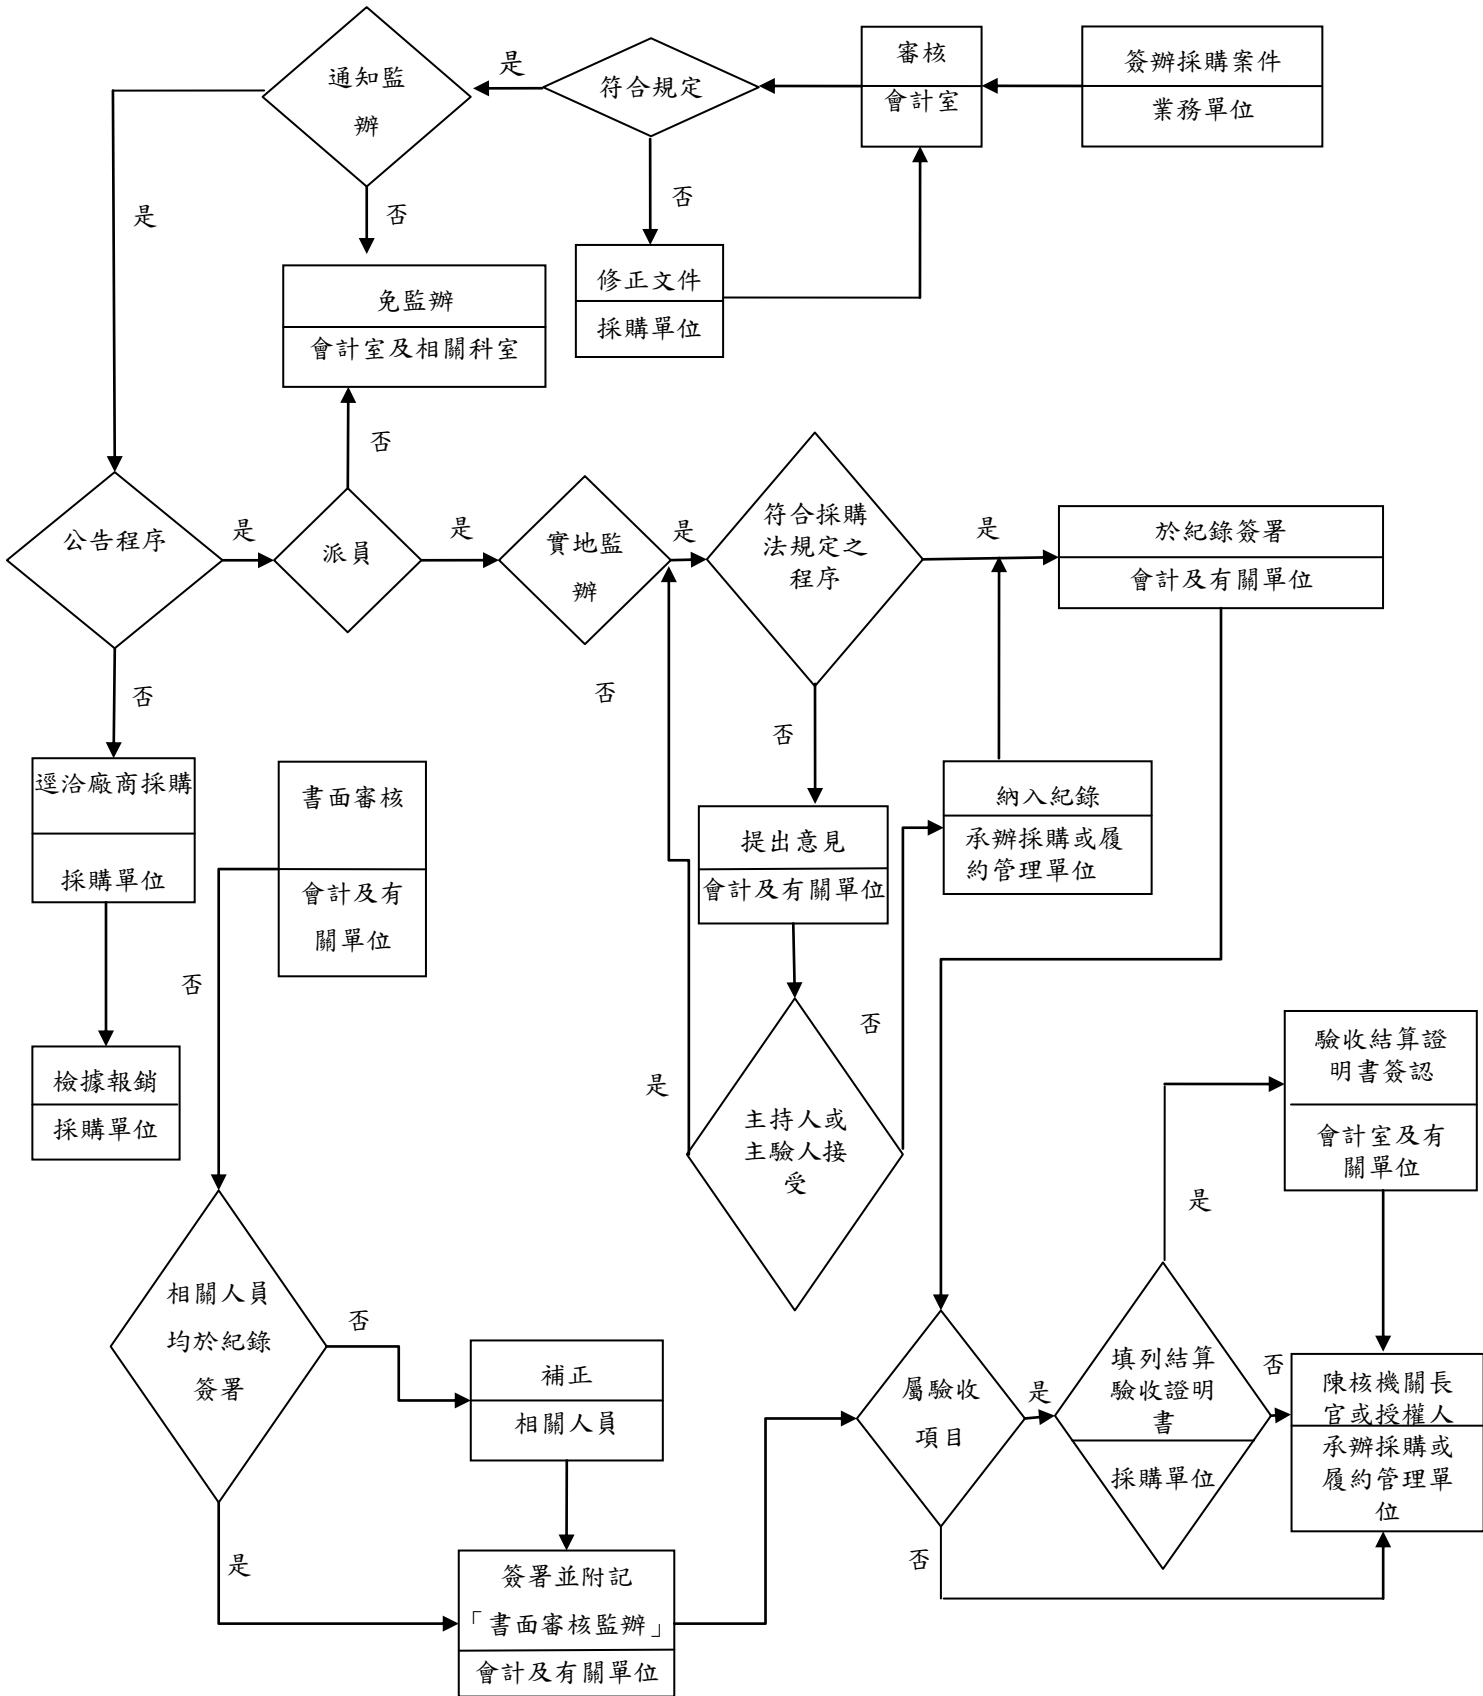 簽辦採購案件
業務單位
審核
會計室
符合規定
是
通知監
辦
否
是
否
修正文件
採購單位
免監辦
會計室及相關科室
否
公告程序
是
派員
是
實地監
辦
是
符合採購
法規定之
程序
是
於紀錄簽署
會計及有關單位
否
逕洽廠商採購
採購單位
檢據報銷
採購單位
書面審核
會計及有
關單位
否
否
否
提出意見
會計及有關單位
納入紀錄
承辦採購或履
約管理單位
是
主持人或
主驗人接
受
否
驗收結算證
明書簽認
會計室及有
關單位
是
相關人員
均於紀錄
簽署
否
補正
相關人員
是
簽署並附記
「書面審核監辦」
會計及有關單位
屬驗收
項目
是
填列結算
驗收證明
書
採購單位
否
陳核機關長
官或授權人
承辦採購或
履約管理單
位
否